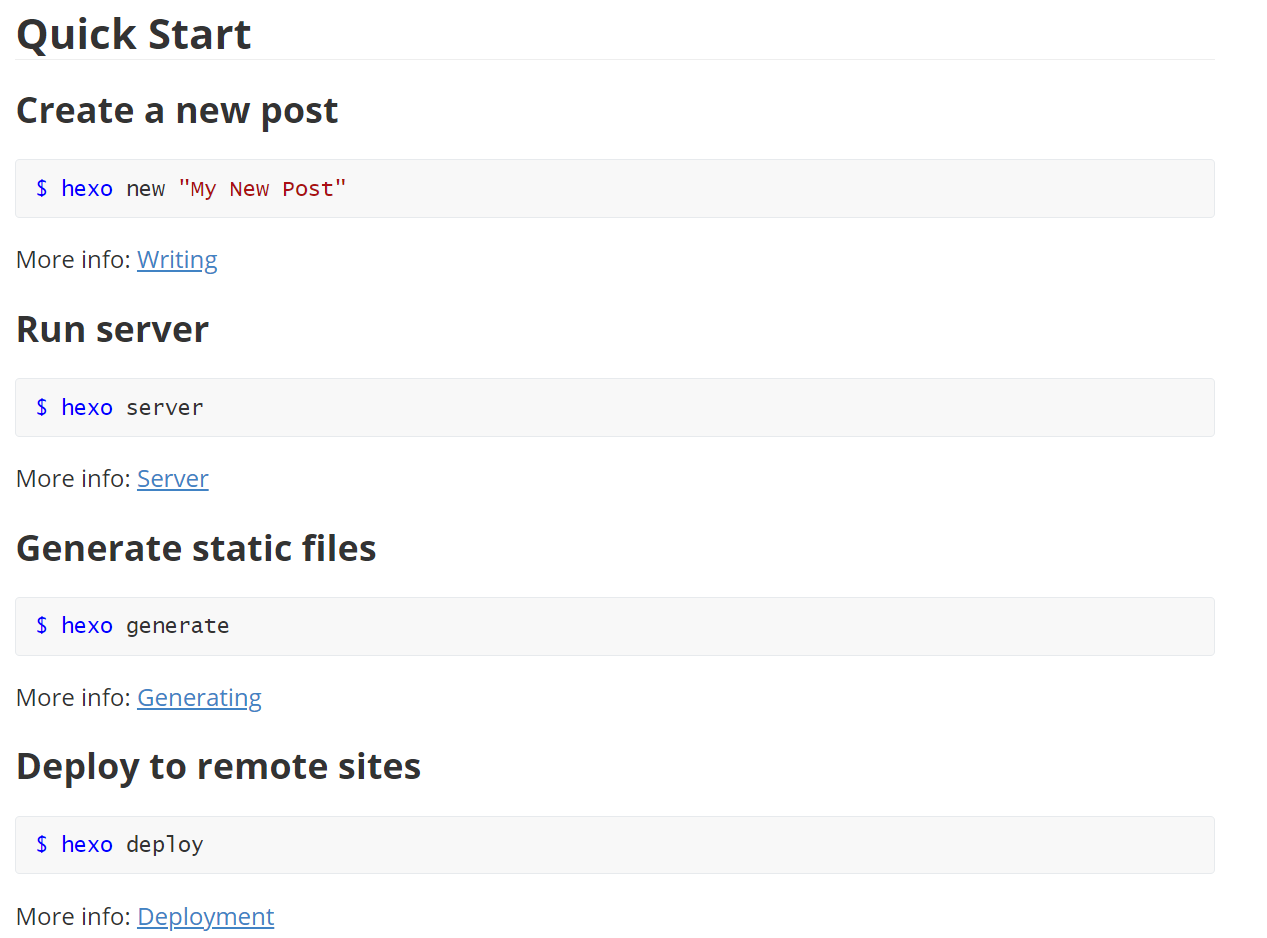 Quick Start
Create a new post
$ hexo new "My New Post"
More info: Writing
Run server
$ hexo server
More info: Server
Generate static files
$ hexo generate
More info: Generating
Deploy to remote sites
$ hexo deploy
More info: Deployment